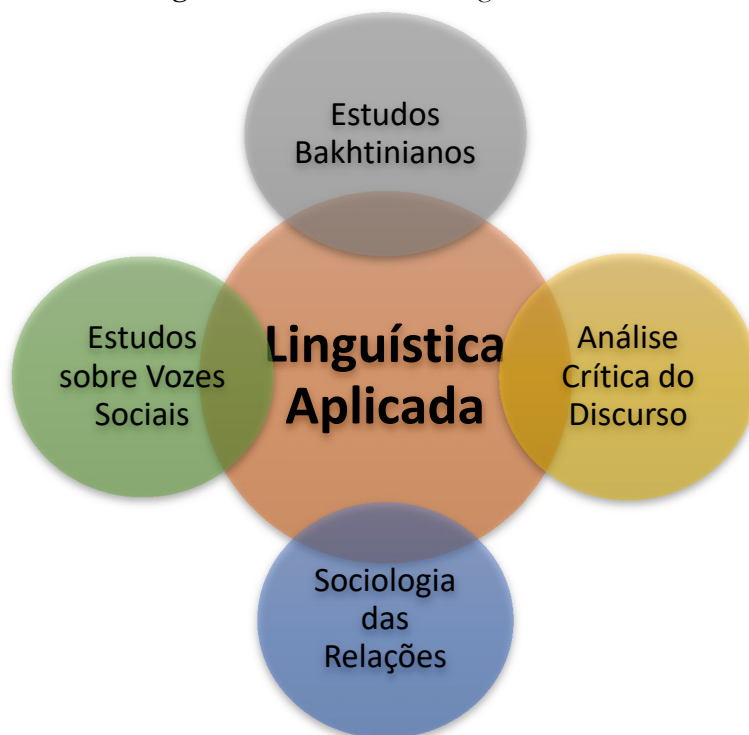 Estudos
Bakhtinianos
Estudos
sobre Vozes
Sociais
Linguística
Aplicada
Análise
Crítica do
Discurso
Sociologia
das
Relações